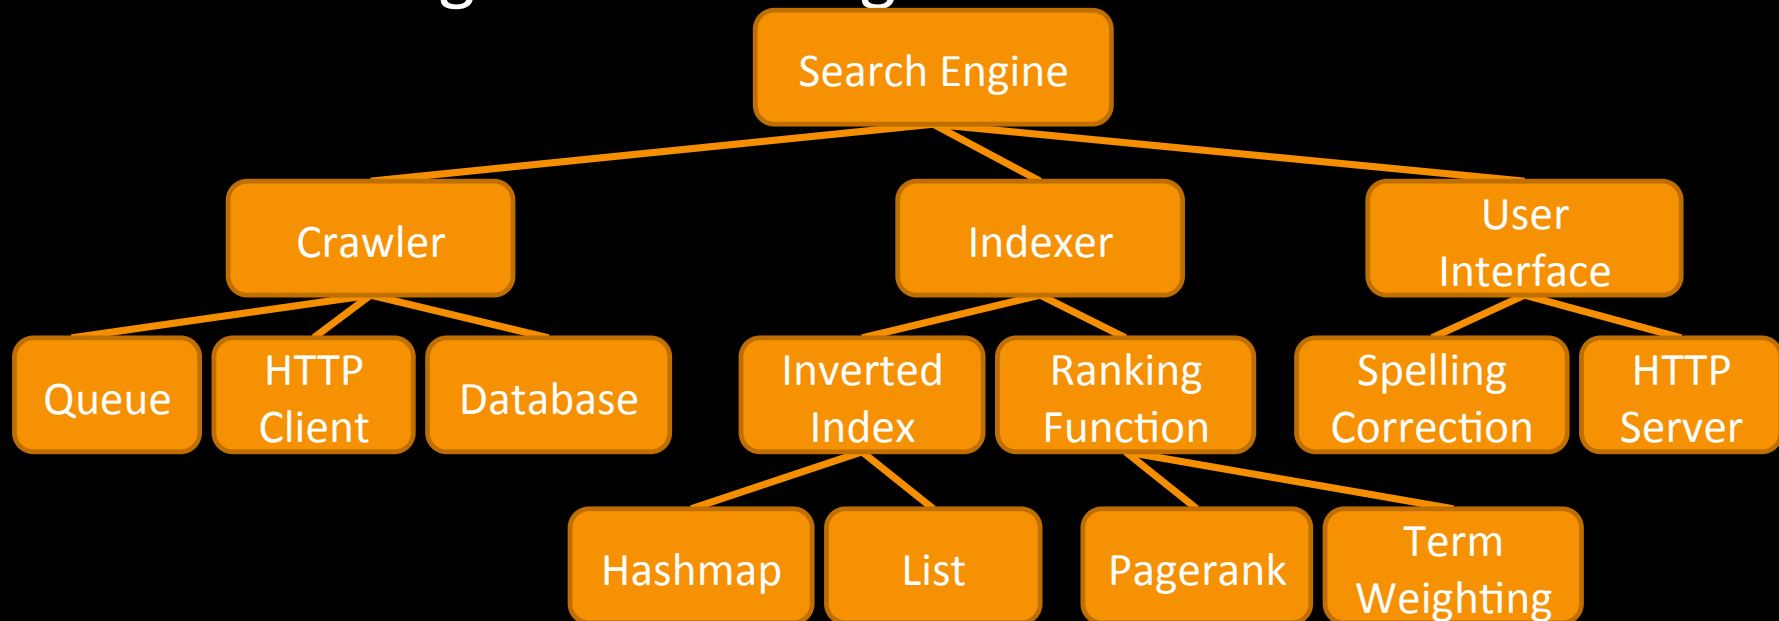 Search Engine
Crawler
Indexer
User
Interface
Queue
HTTP
Client
Database
Inverted
Index
Ranking
Function
Spelling
Correction
HTTP
Server
Hashmap
List
Pagerank
Term
Weighting